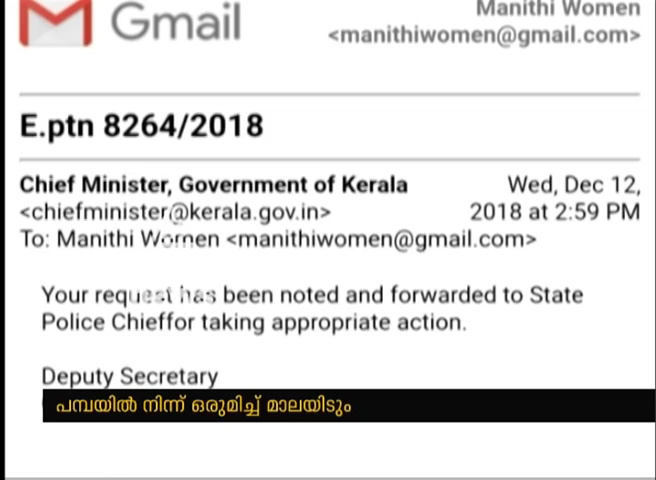 Gmail
Manithi Women
<manithiwomen@gmail.com>
E.ptn 8264/2018
Chief Minister, Government of Kerala
Wed, Dec 12,
<chiefminister@kerala.gov.in>
2018 at 2:59 PM
To: Manithi Women <manithiwomen@gmail.com>
Your request has been noted and forwarded to State
Police Chieffor taking appropriate action.
Deputy Secretary
പമ്പയിൽ നിന്ന് ഒരുമിച്ച് മാലയിടും